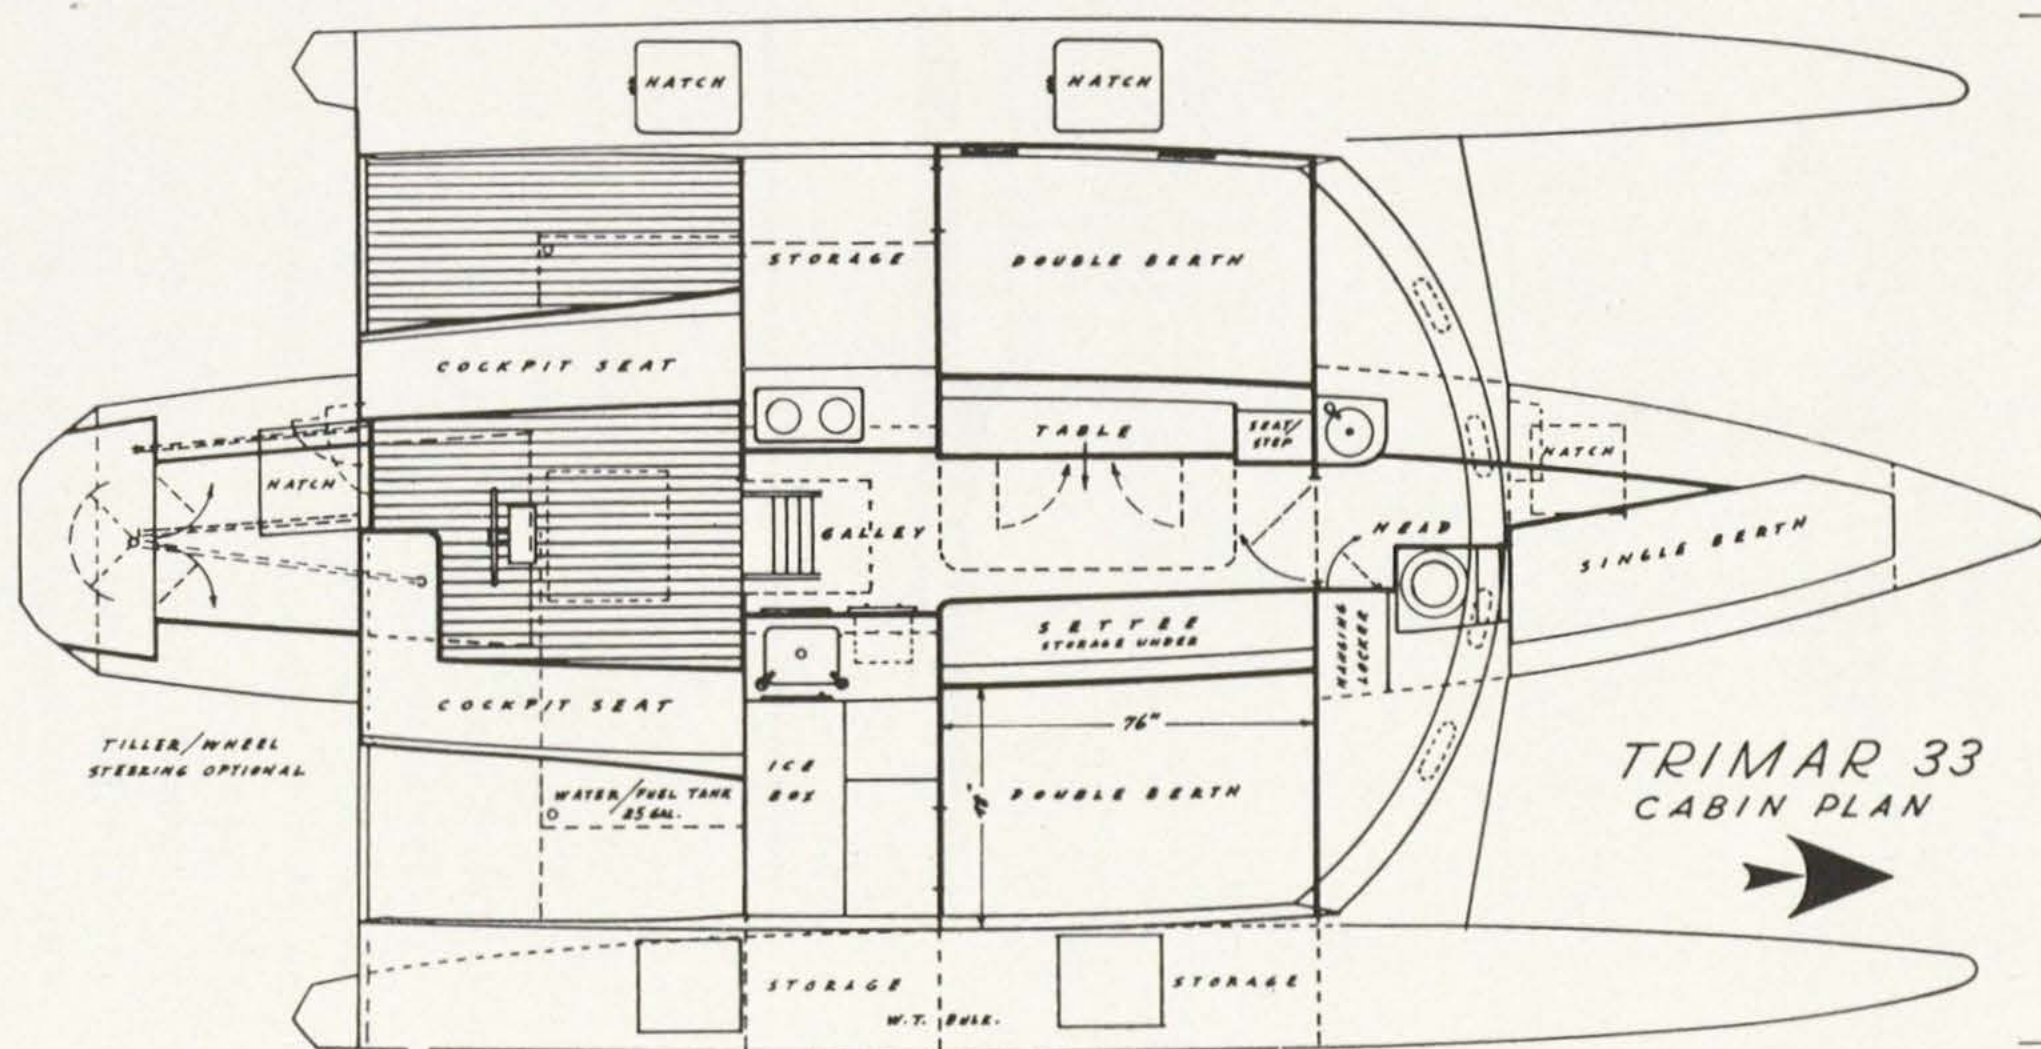 HATCH
HATCH
STORAGE
DOUBLE BERTH
COCKPIT SEAT
TABLE
SEAT/
STEP
HATCH
HATCH
GALLEY
HEAD
SINGLE BERTH
SETTEE
STORAGE UNDER
HANGING
LOCKER
COCKPIT SEAT
76"
TILLER/WHEEL
STEERING OPTIONAL
ICE
BOX
WATER/FUEL TANK
25 GAL.
48"
DOUBLE BERTH
TRIMAR 33
CABIN PLAN
STORAGE
STORAGE
W.T. BULK.